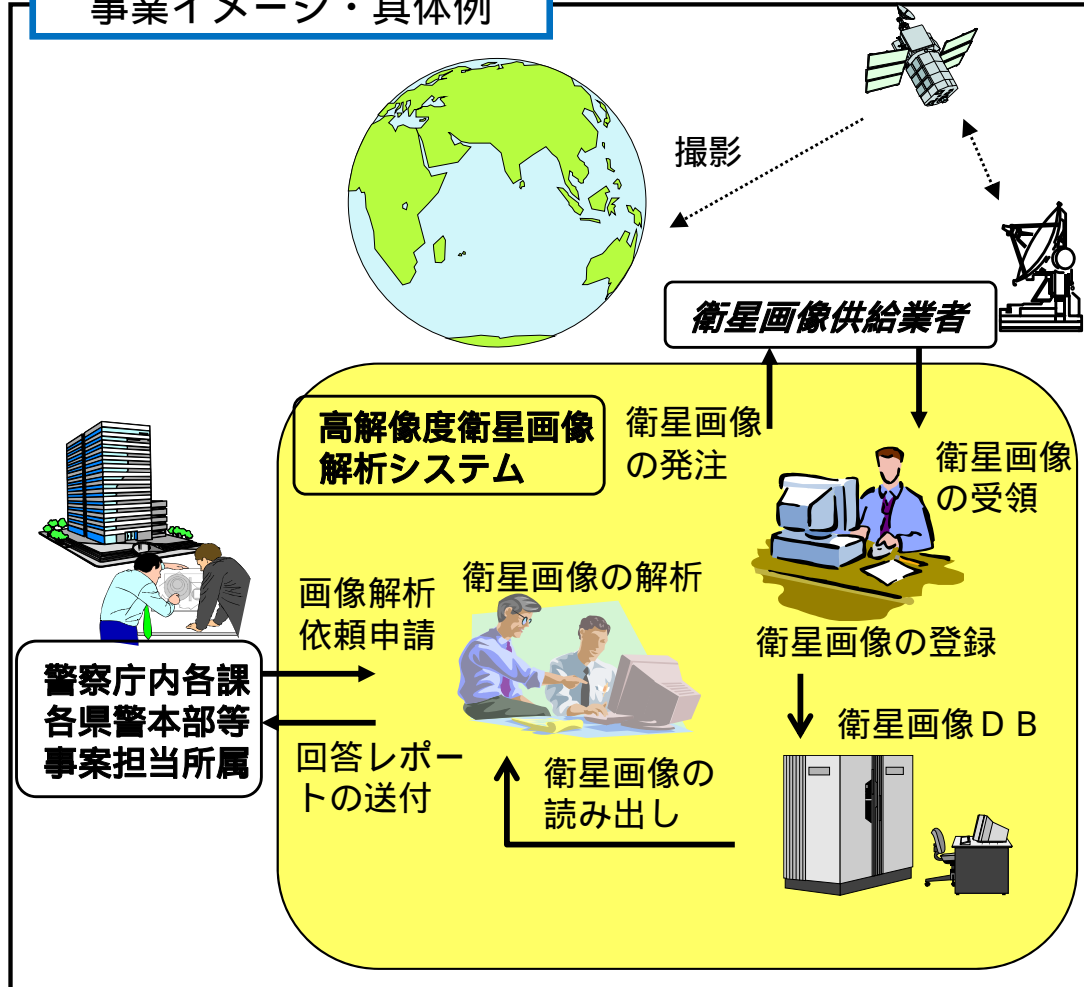 事業イメージ・具体例
撮影
衛星画像供給業者
高解像度衛星画像
解析システム
衛星画像
の発注
衛星画像
の受領
画像解析
依頼申請
衛星画像の解析
衛星画像の登録
警察庁内各課
各県警本部等
事案担当所属
回答レポー
トの送付
衛星画像の
読み出し
衛星画像ＤＢ